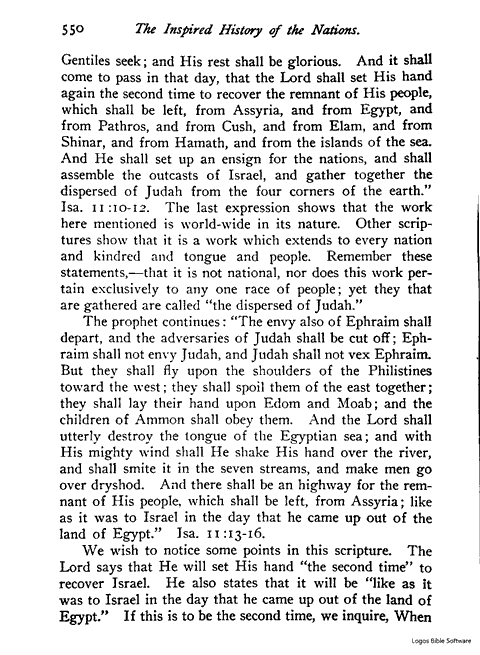 550 The Inspired History of the Nations.
Gentiles seek; and His rest shall be glorious. And it shall
come to pass in that day, that the Lord shall set His hand
again the second time to recover the remnant of His people,
which shall be left, from Assyria, and from Egypt, and
from Pathros, and from Cush, and from Elam, and from
Shinar, and from Hamath, and from the islands of the sea.
And He shall set up an ensign for the nations, and shall
assemble the outcasts of Israel, and gather together the
dispersed of Judah from the four corners of the earth."
Isa. 11:10-12. The last expression shows that the work
here mentioned is world-wide in its nature. Other scrip-
tures show that it is a work which extends to every nation
and kindred and tongue and people. Remember these
statements,—that it is not national, nor does this work per-
tain exclusively to any one race of people; yet they that
are gathered are called "the dispersed of Judah."
The prophet continues: "The envy also of Ephraim shall
depart, and the adversaries of Judah shall be cut off; Eph-
raim shall not envy Judah, and Judah shall not vex Ephraim.
But they shall fly upon the shoulders of the Philistines
toward the west; they shall spoil them of the east together;
they shall lay their hand upon Edom and Moab; and the
children of Ammon shall obey them. And the Lord shall
utterly destroy the tongue of the Egyptian sea; and with
His mighty wind shall He shake His hand over the river,
and shall smite it in the seven streams, and make men go
over dryshod. And there shall be an highway for the rem-
nant of His people, which shall be left, from Assyria; like
as it was to Israel in the day that he came up out of the
land of Egypt." Isa. 11:13-16.
We wish to notice some points in this scripture. The
Lord says that He will set His hand "the second time" to
recover Israel. He also states that it will be "like as it
was to Israel in the day that he came up out of the land of
Egypt." If this is to be the second time, we inquire, When
Logos Bible Software